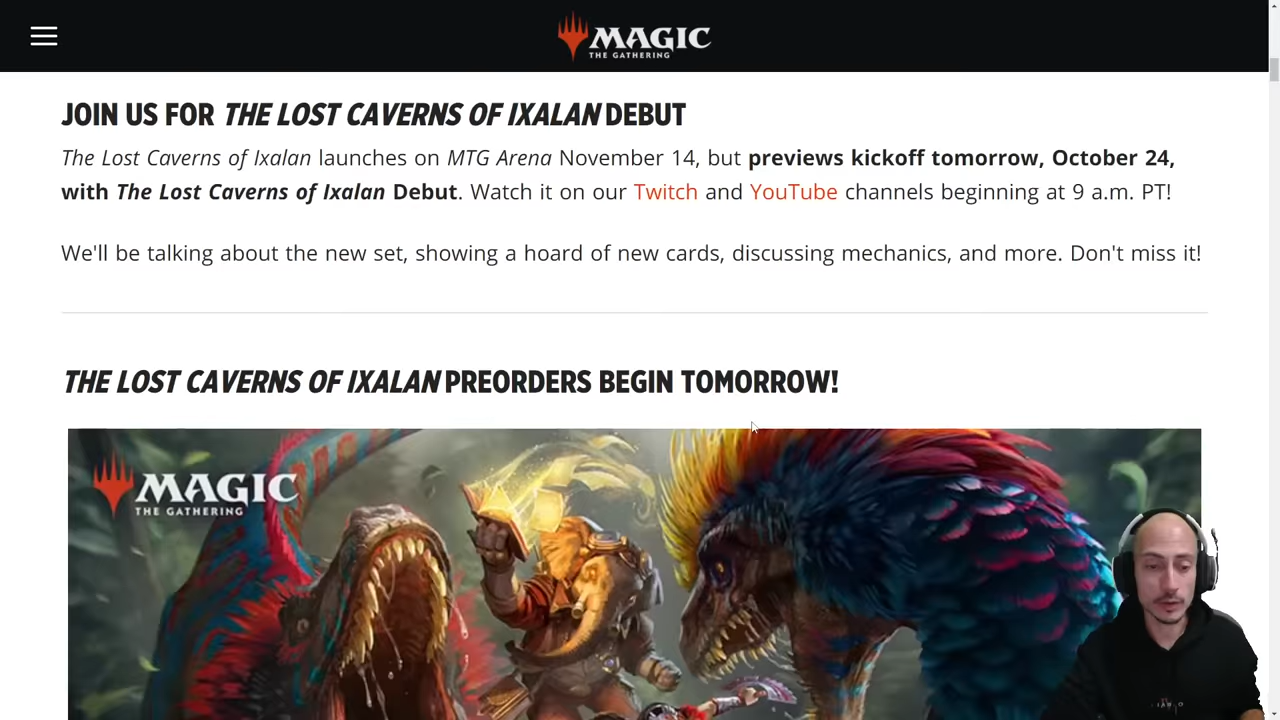 MAGIC
THE GATHERING
JOIN US FOR THE LOST CAVERNS OF IXALAN DEBUT
The Lost Caverns of Ixalan launches on MTG Arena November 14, but previews kickoff tomorrow, October 24,
with The Lost Caverns of Ixalan Debut. Watch it on our Twitch and YouTube channels beginning at 9 a.m. PT!
We'll be talking about the new set, showing a hoard of new cards, discussing mechanics, and more. Don't miss it!
THE LOST CAVERNS OF IXALAN PREORDERS BEGIN TOMORROW!
MAGIC
THE GATHERING